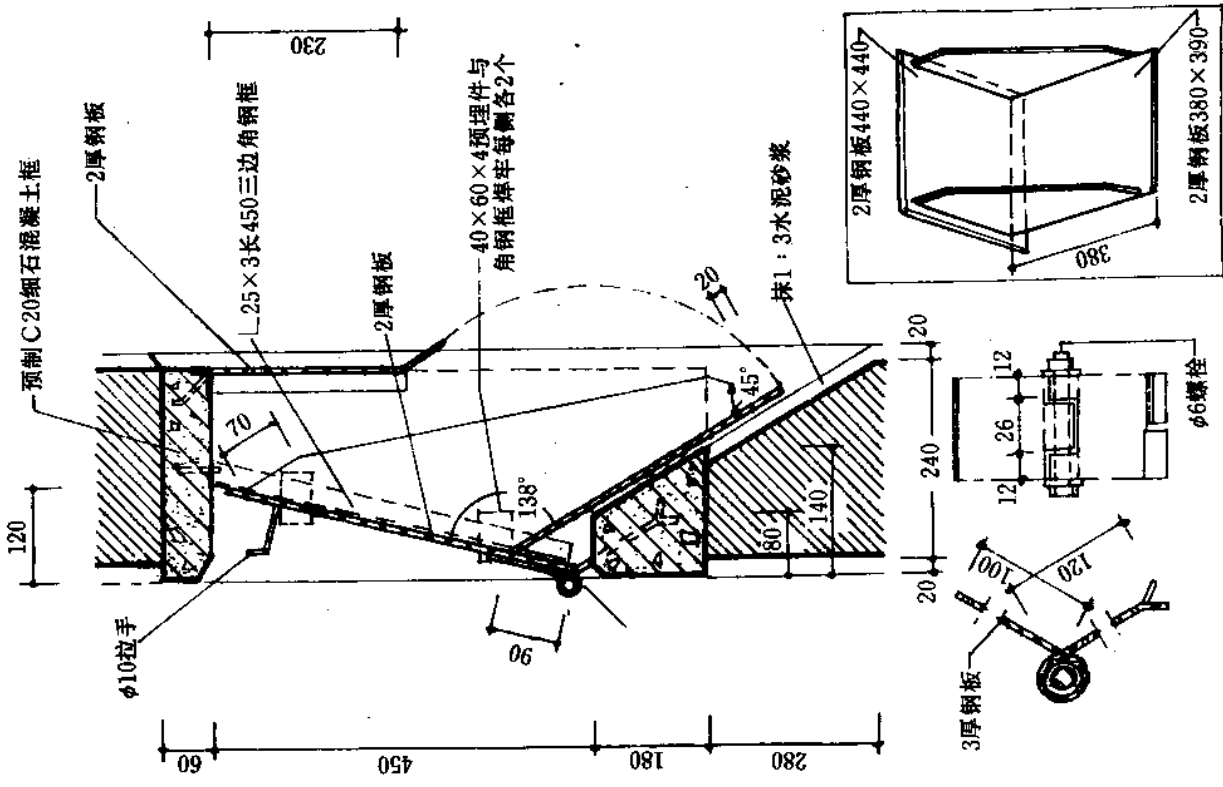 预制C20细石混凝土框
2厚钢板
∟25×3长450三边角钢框
2厚钢板
40×60×4预埋件与
角钢框焊牢每侧各2个
抹1：3水泥砂浆
φ10拉手
120
230
70
20
45°
138°
90
80
140
60
450
180
280
20
240
20
2厚钢板440×440
2厚钢板380×390
380
12
26
12
φ6螺栓
3厚钢板
100
120